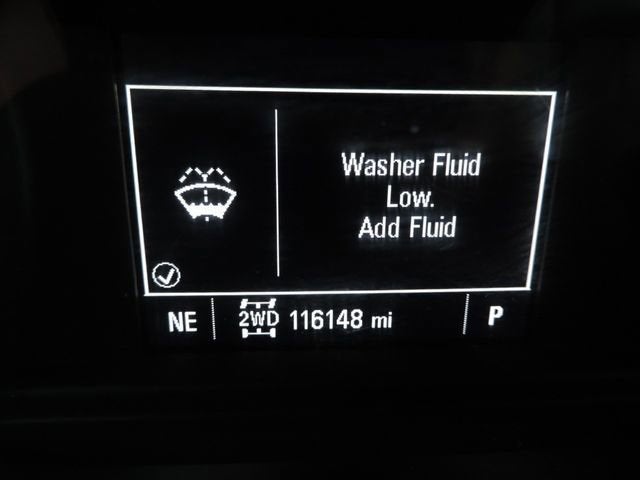 Washer Fluid
Low.
Add Fluid
NE 2WD 116148 mi P